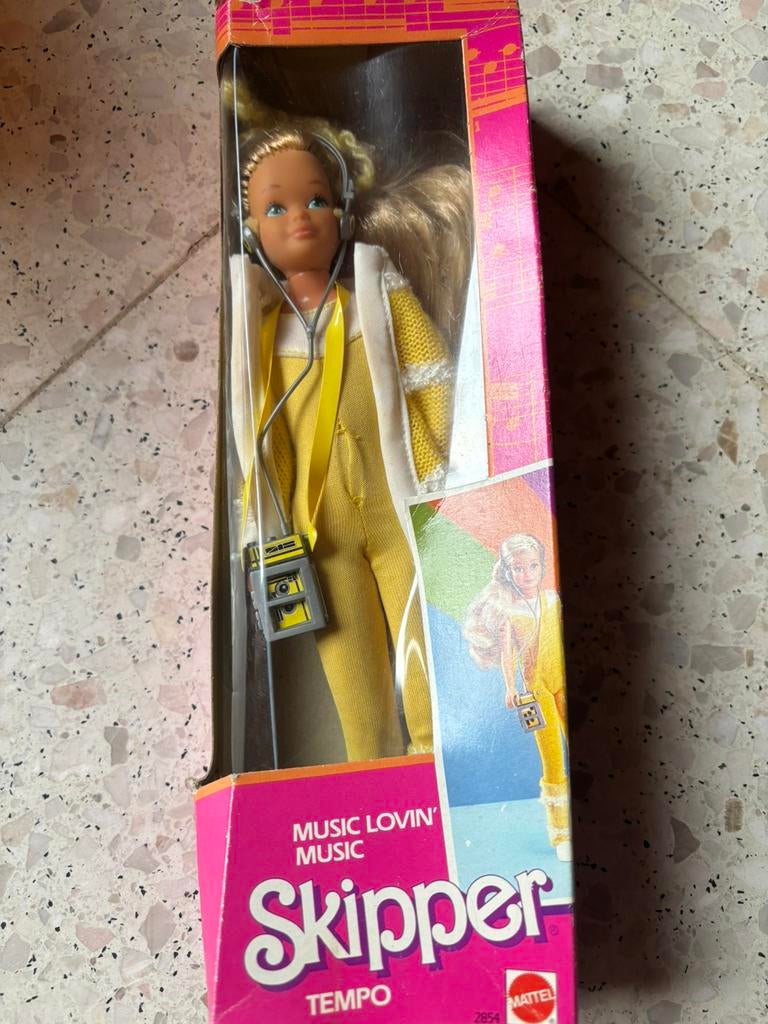 MUSIC LOVIN'
MUSIC
Skipper®
TEMPO
2854
MATTEL